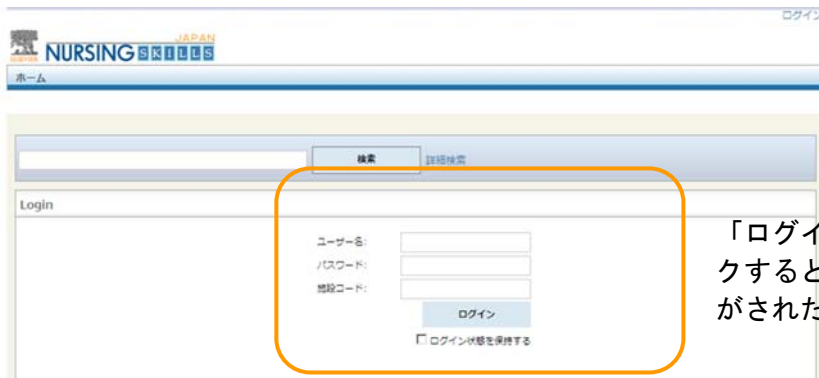 ログイン
JAPAN
ELSEVIER NURSING SKILLS
ホーム
検索 詳細検索
Login
ユーザー名:
パスワード:
施設コード:
ログイン
ログイン状態を保持する
「ログイ
クすると
がされた